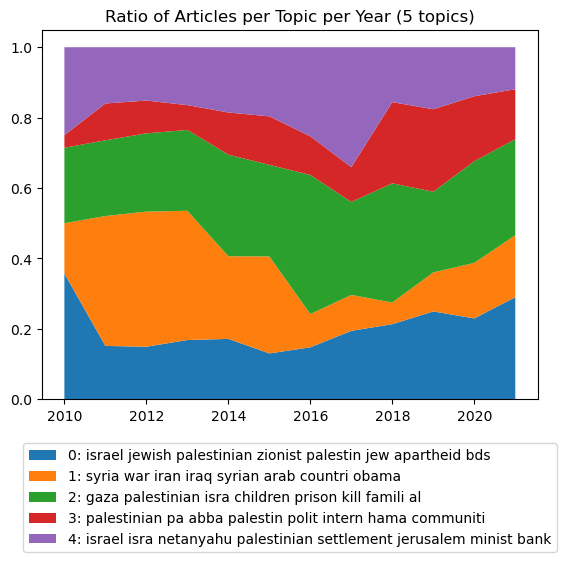 Ratio of Articles per Topic per Year (5 topics)
1.0
0.8
0.6
0.4
0.2
0.0
2010 2012 2014 2016 2018 2020
0: israel jewish palestinian zionist palestin jew apartheid bds
1: syria war iran iraq syrian arab countri obama
2: gaza palestinian isra children prison kill famili al
3: palestinian pa abba palestin polit intern hama communiti
4: israel isra netanyahu palestinian settlement jerusalem minist bank